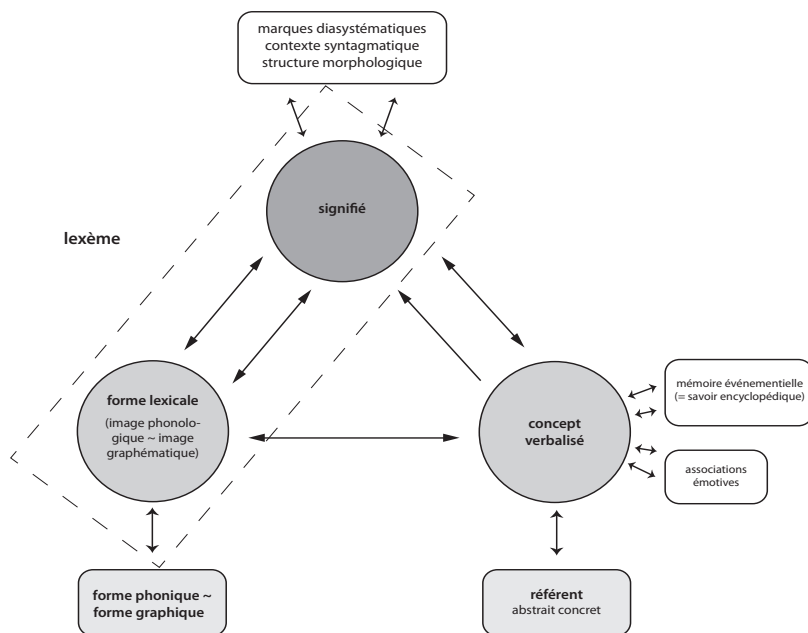 marques diasystématiques
contexte syntagmatique
structure morphologique
signifié
lexème
forme lexicale
(image phonolo-
gique ~ image
graphématique)
concept
verbalisé
mémoire événementielle
(= savoir encyclopédique)
associations
émotives
forme phonique ~
forme graphique
référent
abstrait concret